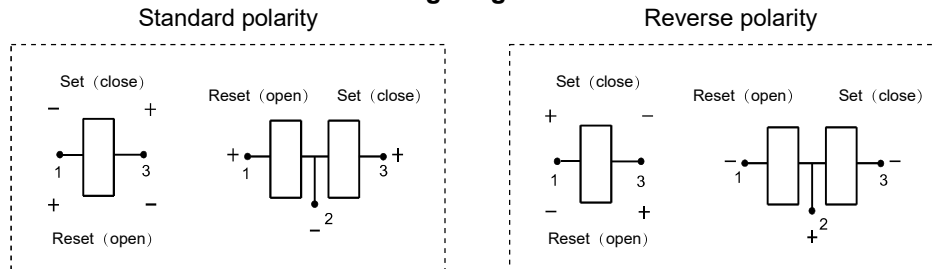 Standard polarity
Reverse polarity
Set (close)
− +
1 3
+ −
Reset (open)
Reset (open) Set (close)
+ 1 3 +
− 2
Set (close)
+ −
1 3
− +
Reset (open)
Reset (open) Set (close)
− 1 3 −
+ 2